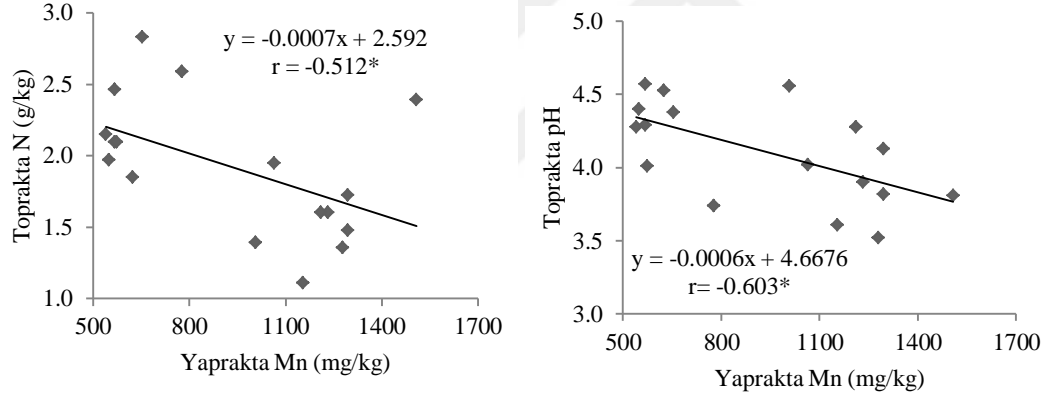 3.0
2.5
2.0
1.5
1.0
Toprakta N (g/kg)
y = -0.0007x + 2.592
r = -0.512*
500 800 1100 1400 1700
Yaprakta Mn (mg/kg)
5.0
4.5
4.0
3.5
3.0
Toprakta pH
y = -0.0006x + 4.6676
r= -0.603*
500 800 1100 1400 1700
Yaprakta Mn (mg/kg)